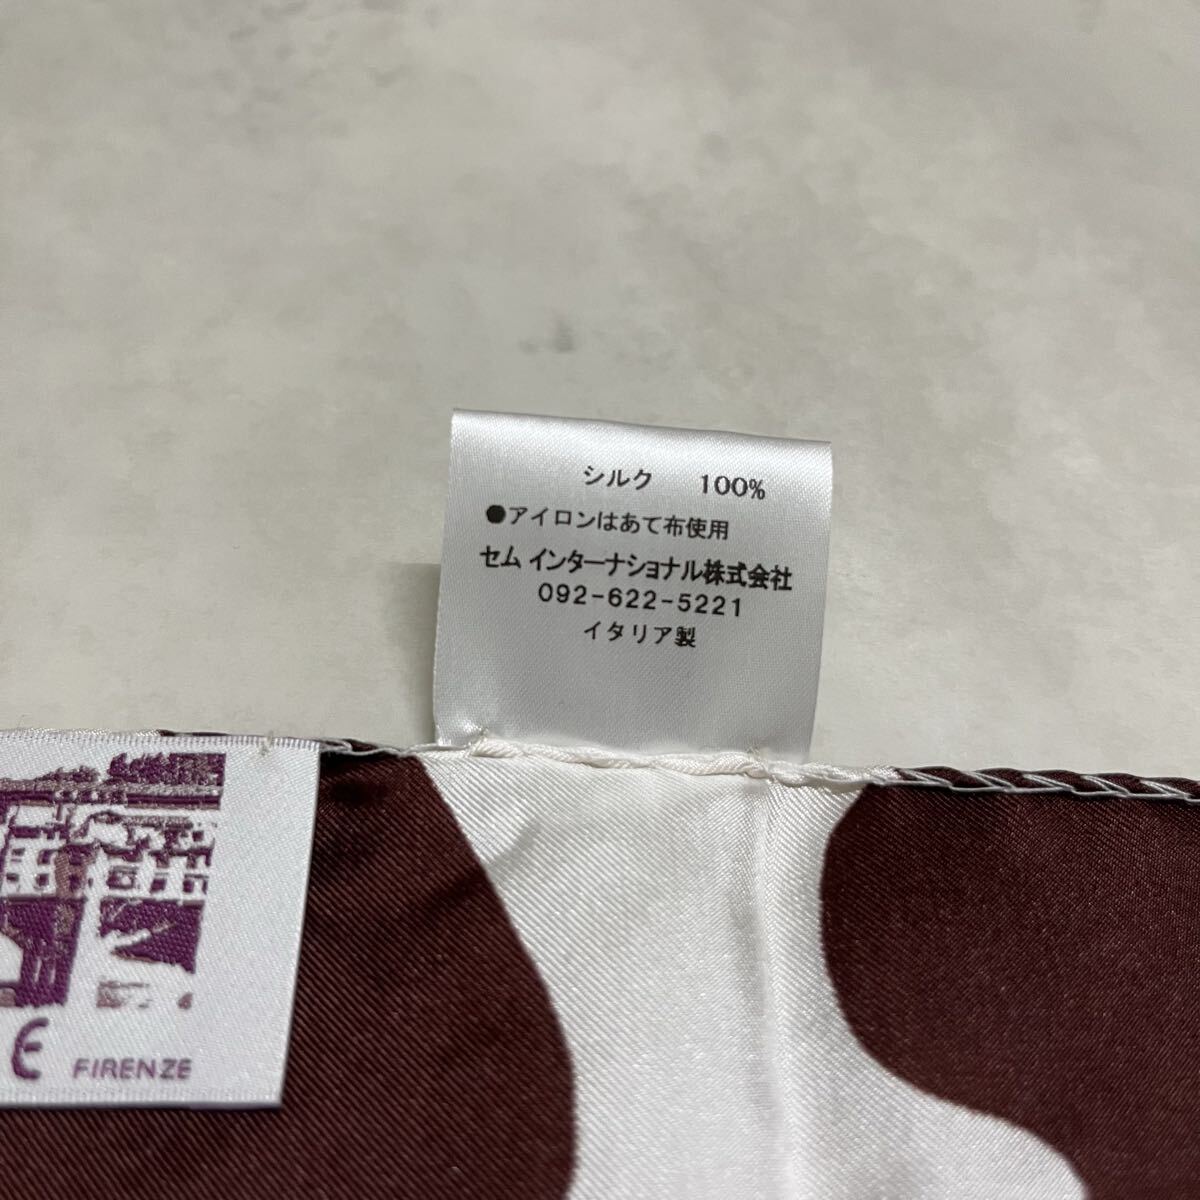 シルク 100%
●アイロンはあて布使用
セム インターナショナル株式会社
092-622-5221
イタリア製
E FIRENZE